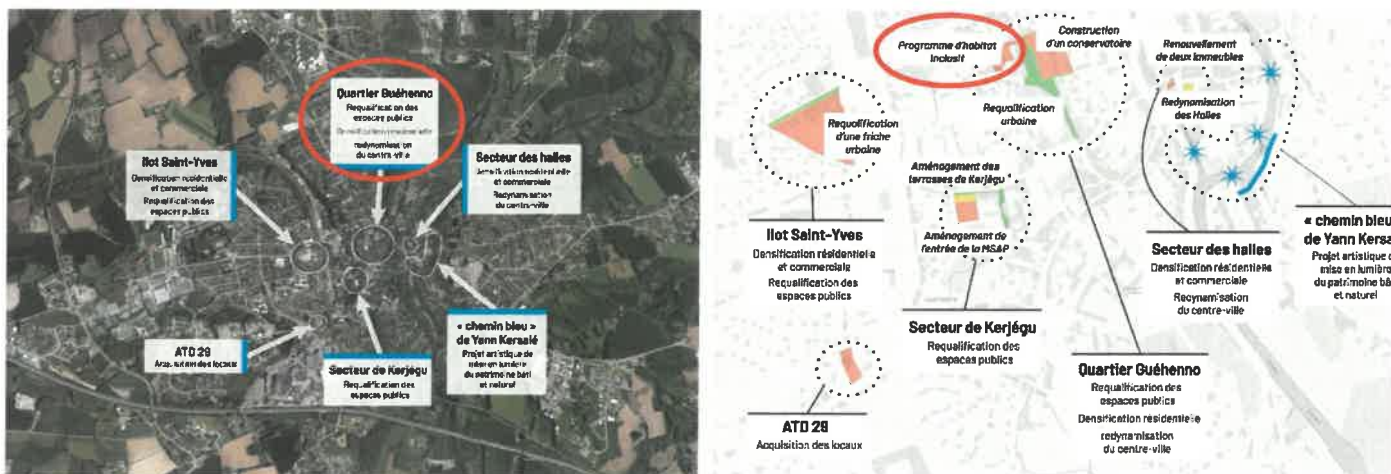 Quartier Guéhenno
Requalification des
espaces publics
Densification résidentielle
redynamisation
du centre-ville
Ilot Saint-Yves
Densification résidentielle
et commerciale
Requalification des
espaces publics
Secteur des halles
Densification résidentielle
et commerciale
Redynamisation
du centre-ville
ATD 29
Acquisition des locaux
Secteur de Kerjégu
Requalification des
espaces publics
« chemin bleu »
de Yann Kersalé
Projet artistique de
mise en lumière
du patrimoine bâti
et naturel
Programme d'habitat
inclusif
Construction
d'un conservatoire
Renouvellement
de deux immeubles
Requalification
d'une friche
urbaine
Requalification
urbaine
Redynamisation
des Halles
Aménagement des
terrasses de Kerjégu
Aménagement de
l'entrée de la MSAP
Ilot Saint-Yves
Densification résidentielle
et commerciale
Requalification des
espaces publics
Secteur de Kerjégu
Requalification des
espaces publics
Secteur des halles
Densification résidentielle
et commerciale
Redynamisation
du centre-ville
« chemin bleu
de Yann Kersa
Projet artistique d
mise en lumière
du patrimoine bâ
et naturel
ATD 29
Acquisition des locaux
Quartier Guéhenno
Requalification des
espaces publics
Densification résidentielle
redynamisation
du centre-ville